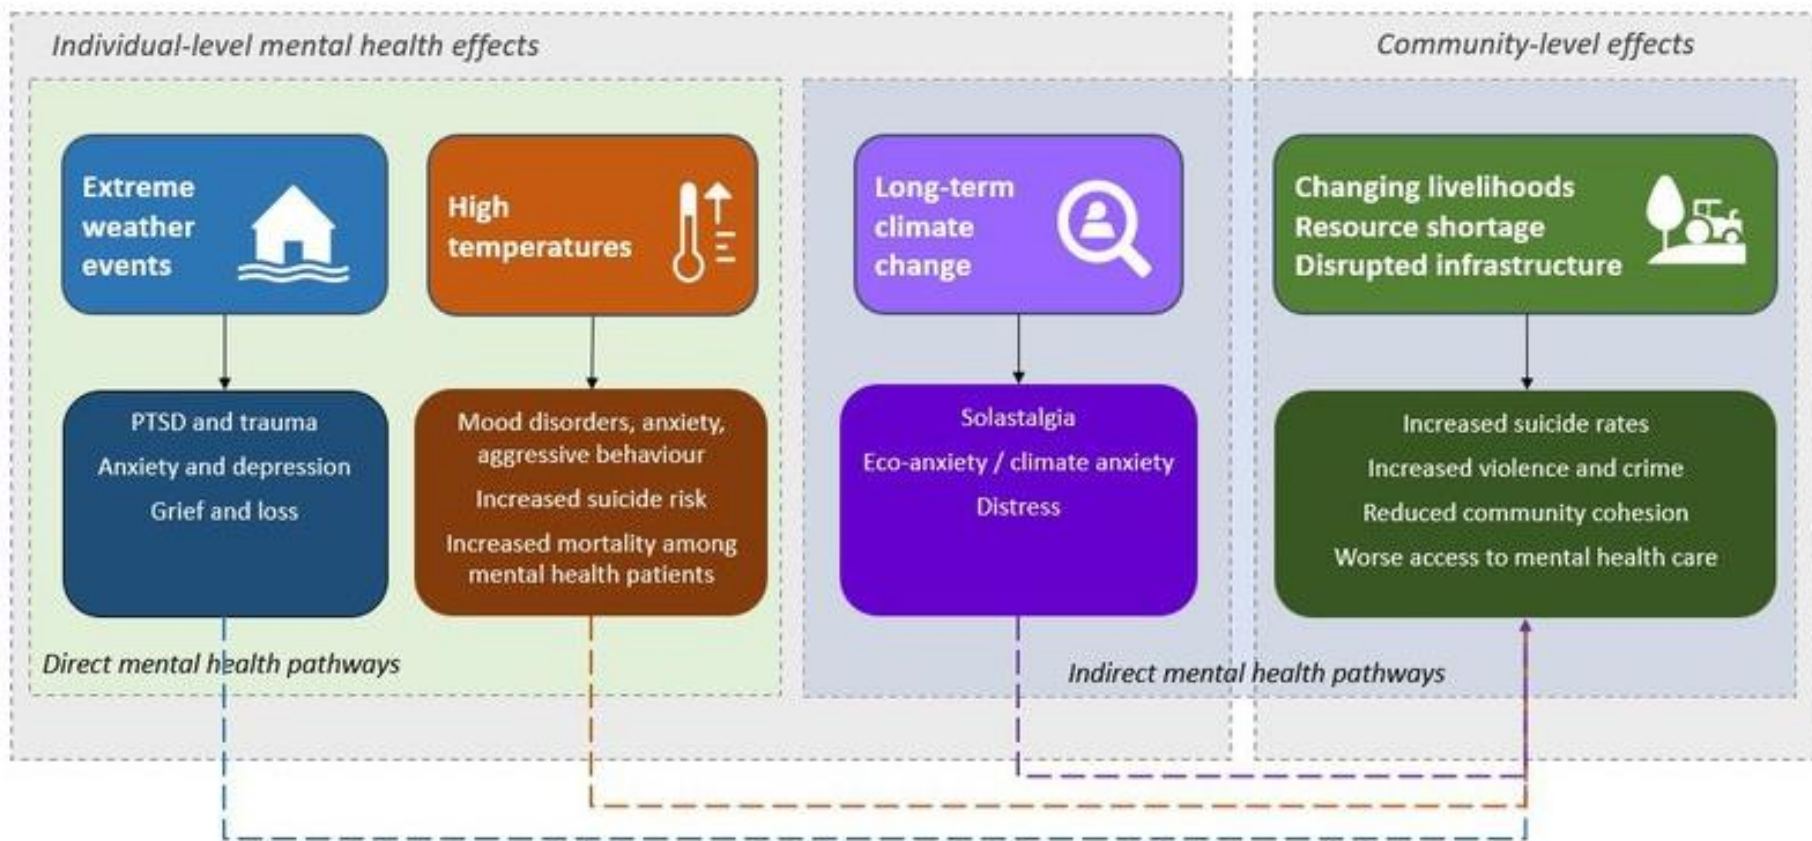 Individual-level mental health effects
Community-level effects
Extreme
weather
events
High
temperatures
Long-term
climate
change
Changing livelihoods
Resource shortage
Disrupted infrastructure
PTSD and trauma
Anxiety and depression
Grief and loss
Mood disorders, anxiety,
aggressive behaviour
Increased suicide risk
Increased mortality among
mental health patients
Solastalgia
Eco-anxiety / climate anxiety
Distress
Increased suicide rates
Increased violence and crime
Reduced community cohesion
Worse access to mental health care
Direct mental health pathways
Indirect mental health pathways